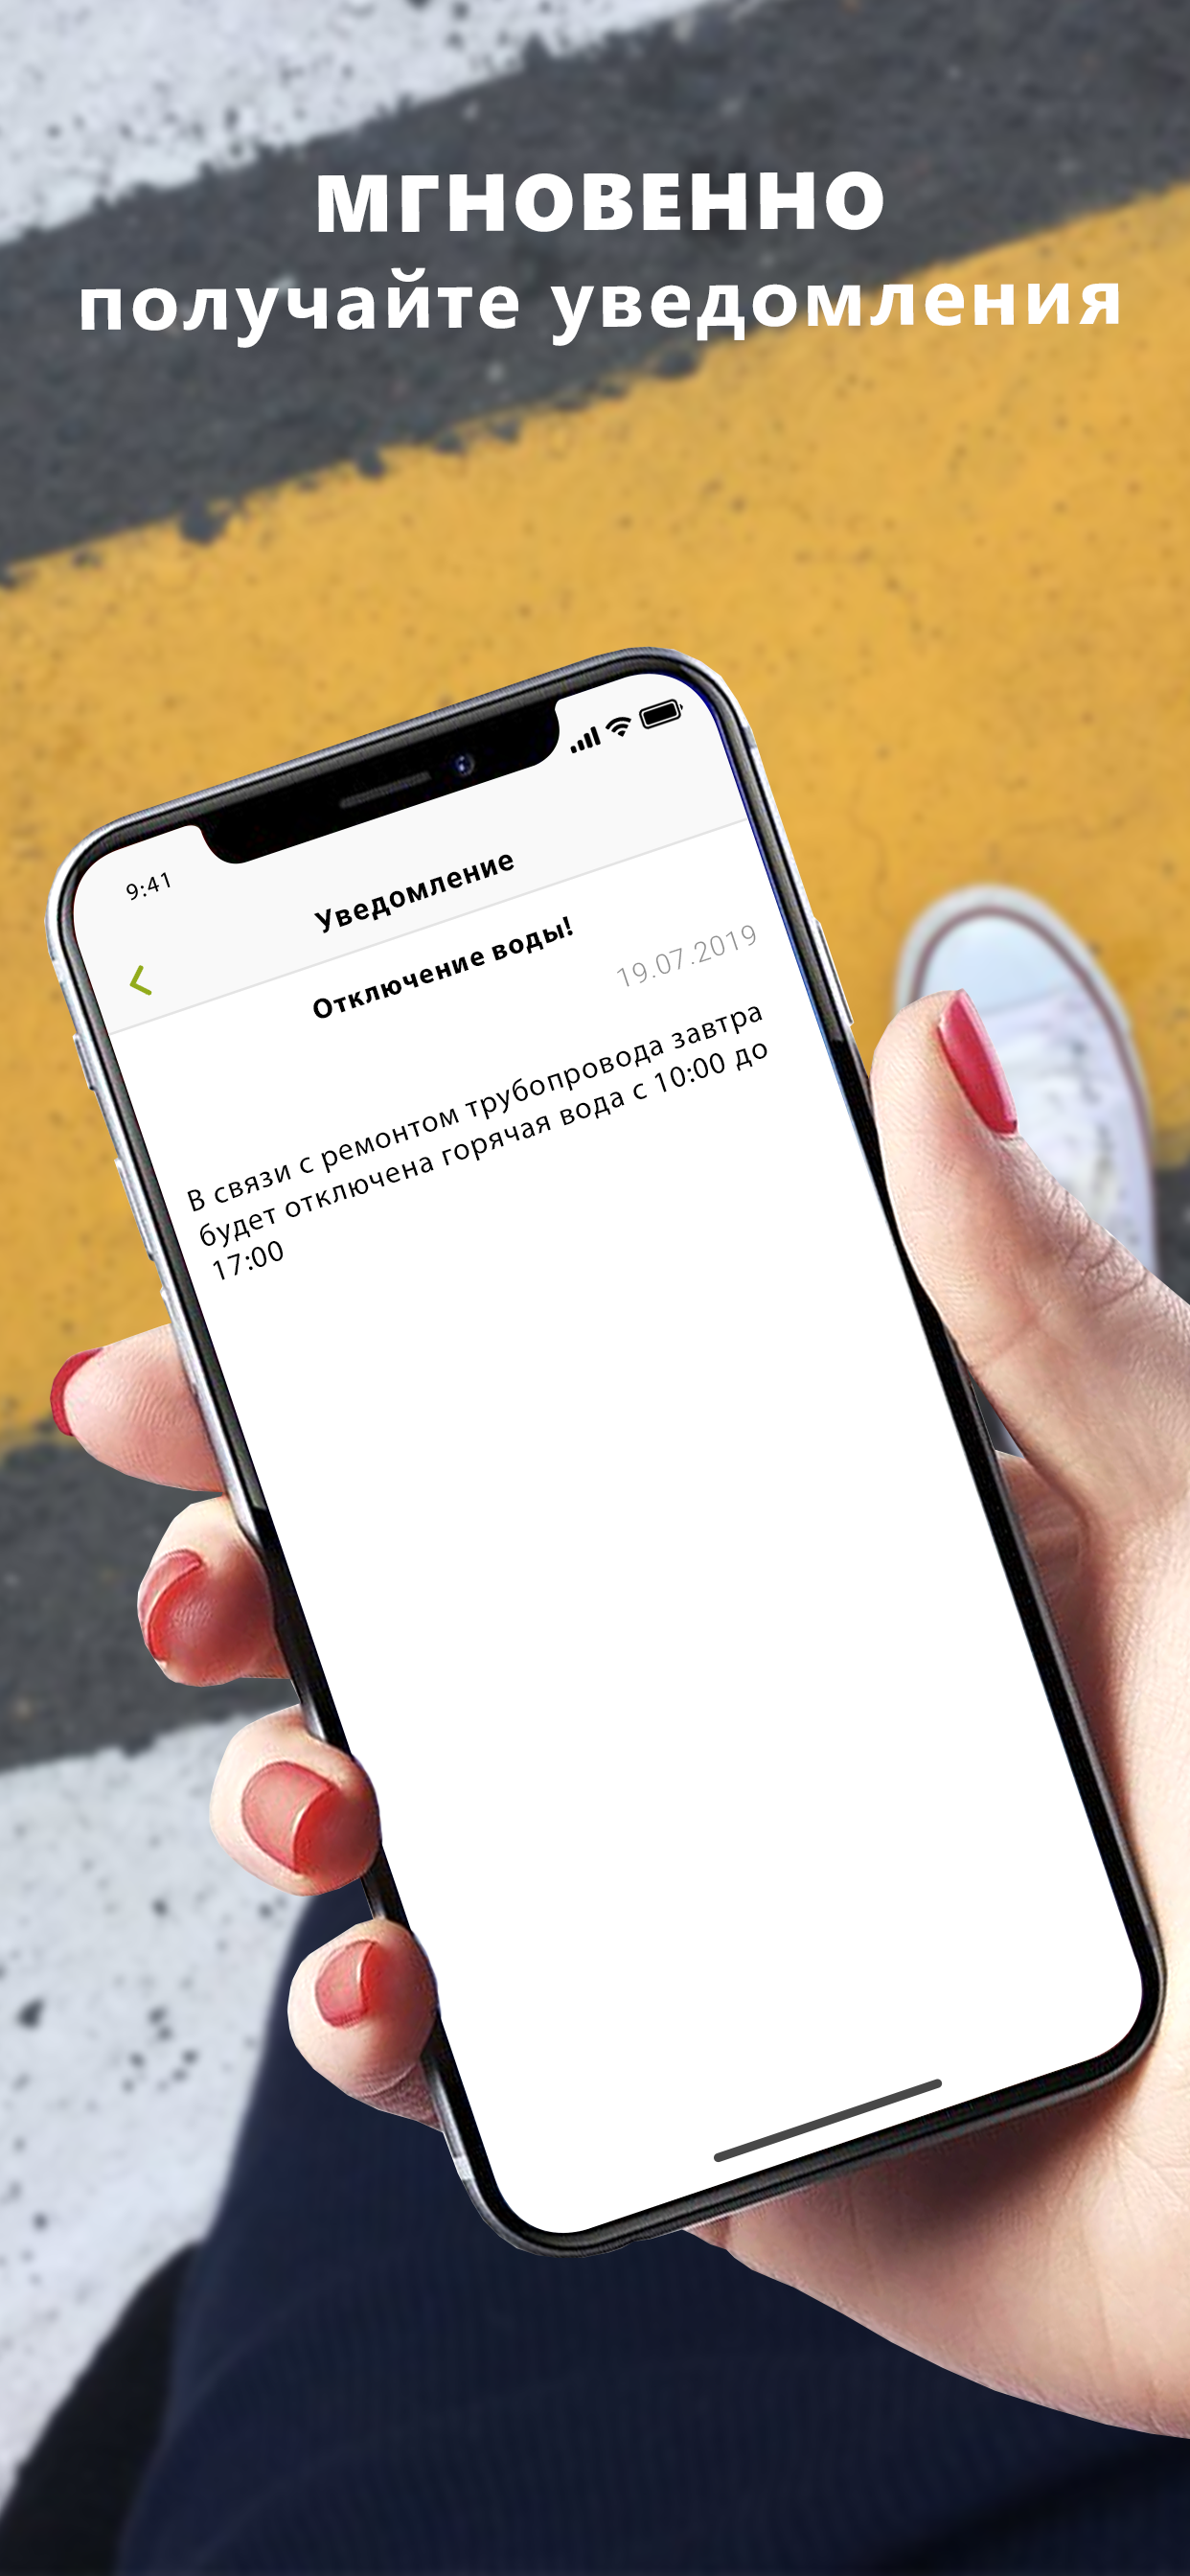 МГНОВЕННО
получайте уведомления
9:41
Уведомление
Отключение воды!
19.07.2019
В связи с ремонтом трубопровода завтра
будет отключена горячая вода с 10:00 до
17:00